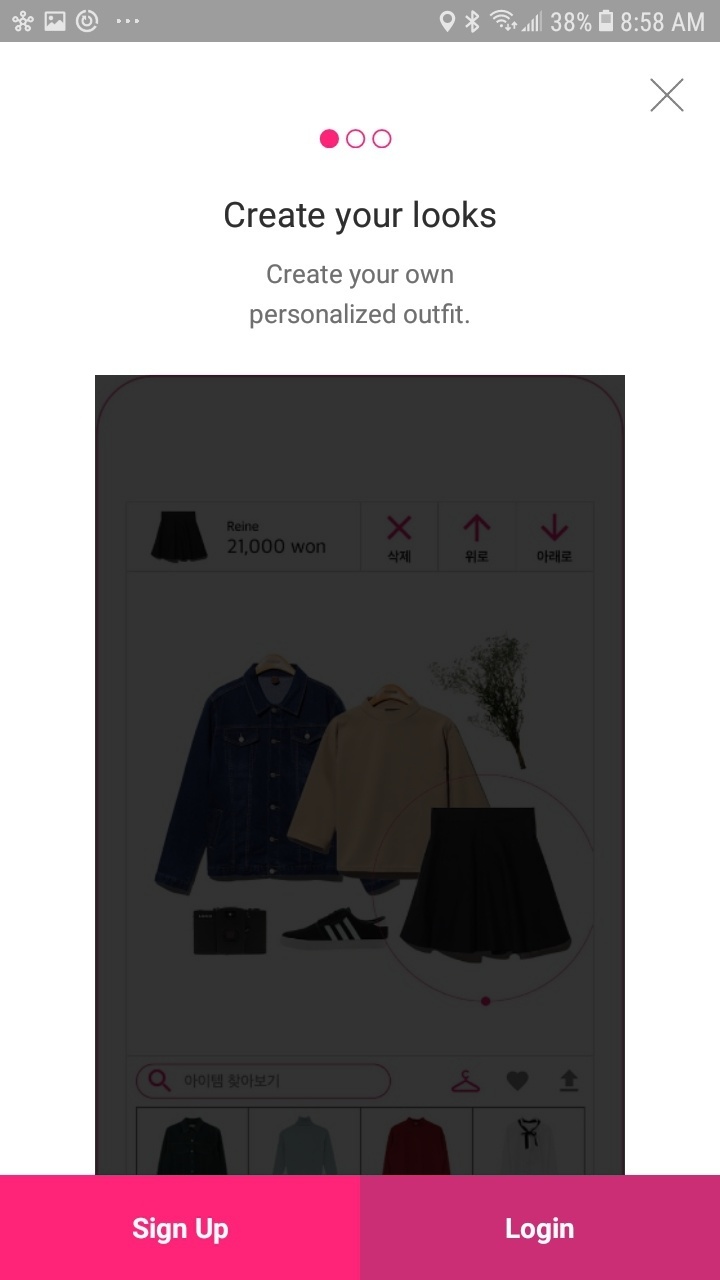 38% 8:58 AM
Create your looks
Create your own
personalized outfit.
Reine
21,000 won
삭제
위로
아래로
아이템 찾아보기
Sign Up
Login